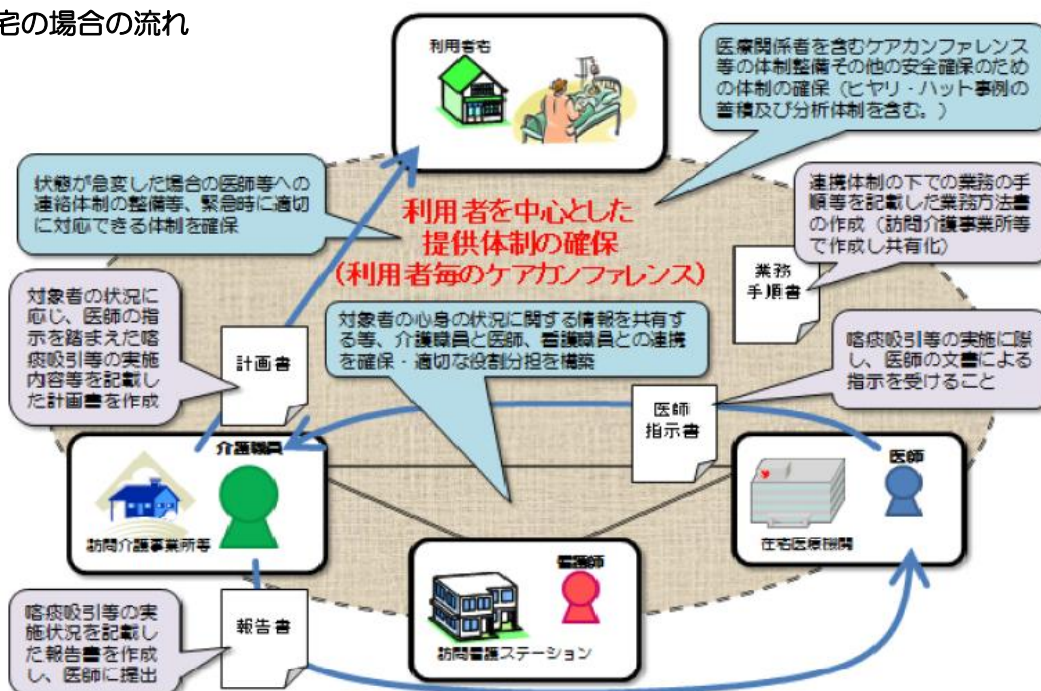 宅の場合の流れ
利用者宅
医療関係者を含むケアカンファレンス
等の体制整備その他の安全確保のため
の体制の確保（ヒヤリ・ハット事例の
蓄積及び分析体制を含む。）
状態が急変した場合の医師等への
連絡体制の整備等、緊急時に適切
に対応できる体制を確保
利用者を中心とした
提供体制の確保
（利用者毎のケアカンファレンス）
連携体制の下での業務の手
順等を記載した業務方法書
の作成（訪問介護事業所等
で作成し共有化）
業務
手順書
対象者の状況に
応じ、医師の指
示を踏まえた喀
痰吸引等の実施
内容等を記載し
た計画書を作成
計画書
対象者の心身の状況に関する情報を共有す
る等、介護職員と医師、看護職員との連携
を確保・適切な役割分担を構築
喀痰吸引等の実施に際
し、医師の文書による
指示を受けること
医師
指示書
介護職員
訪問介護事業所等
医師
在宅医療機関
看護師
訪問看護ステーション
喀痰吸引等の実
施状況を記載し
た報告書を作成
し、医師に提出
報告書